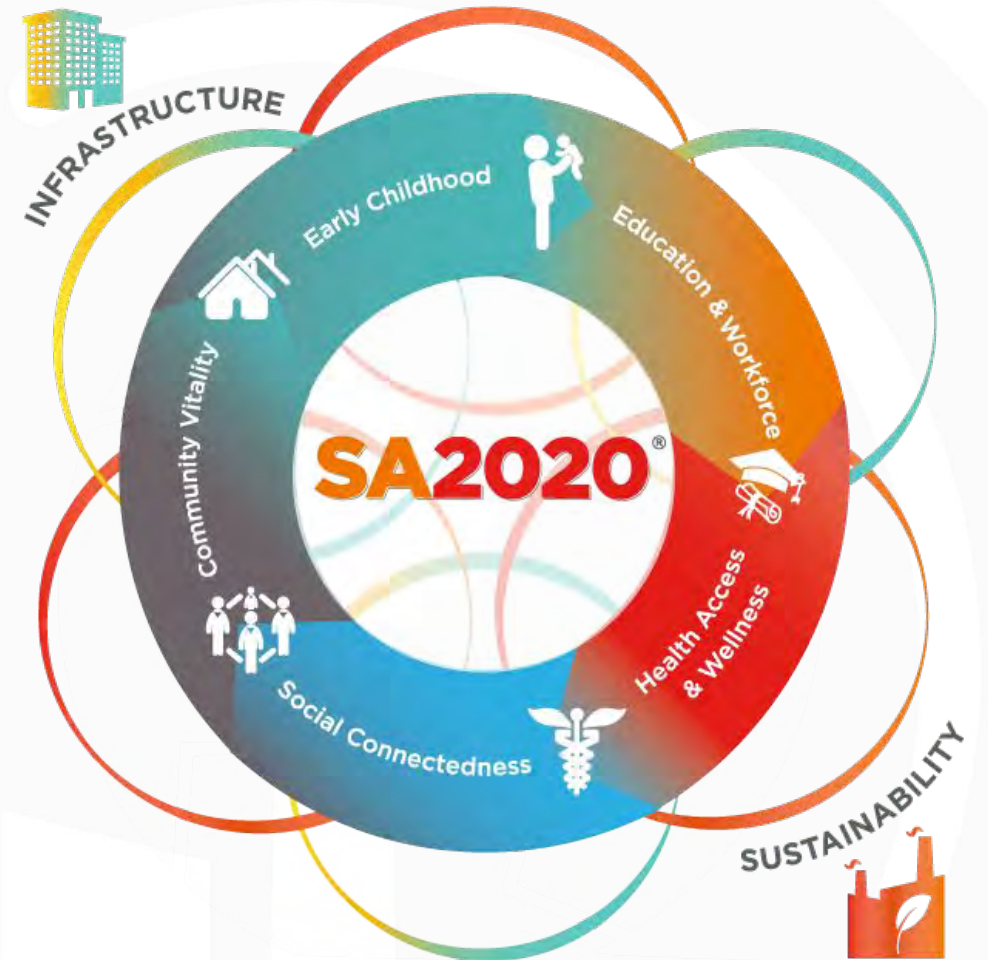 INFRASTRUCTURE
Early Childhood
Education & Workforce
Community Vitality
SA2020®
Health Access
& Wellness
Social Connectedness
SUSTAINABILITY